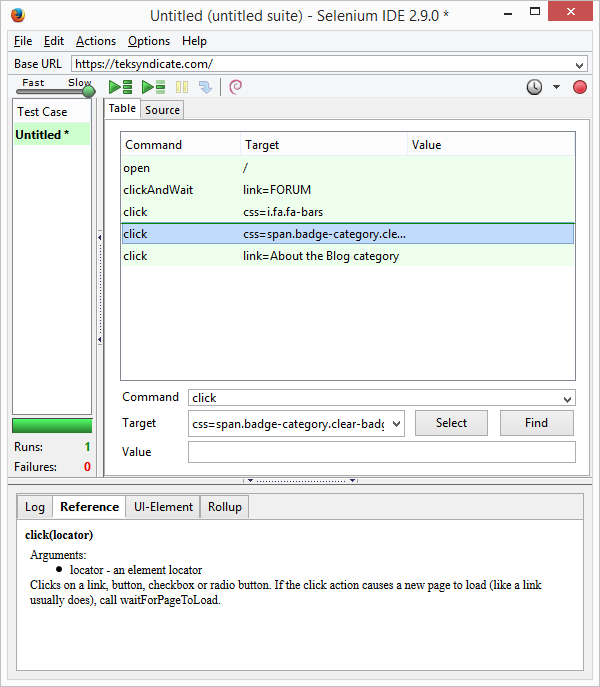 Untitled (untitled suite) - Selenium IDE 2.9.0 *
File Edit Actions Options Help
Base URL https://teksyndicate.com/
Fast Slow
Test Case
Untitled *
Table Source
Command Target Value
open /
clickAndWait link=FORUM
click css=i.fa.fa-bars
click css=span.badge-category.cle...
click link=About the Blog category
Command click
Target css=span.badge-category.clear-badg Select Find
Value
Runs: 1
Failures: 0
Log Reference UI-Element Rollup
click(locator)
Arguments:
locator - an element locator
Clicks on a link, button, checkbox or radio button. If the click action causes a new page to load (like a link
usually does), call waitForPageToLoad.